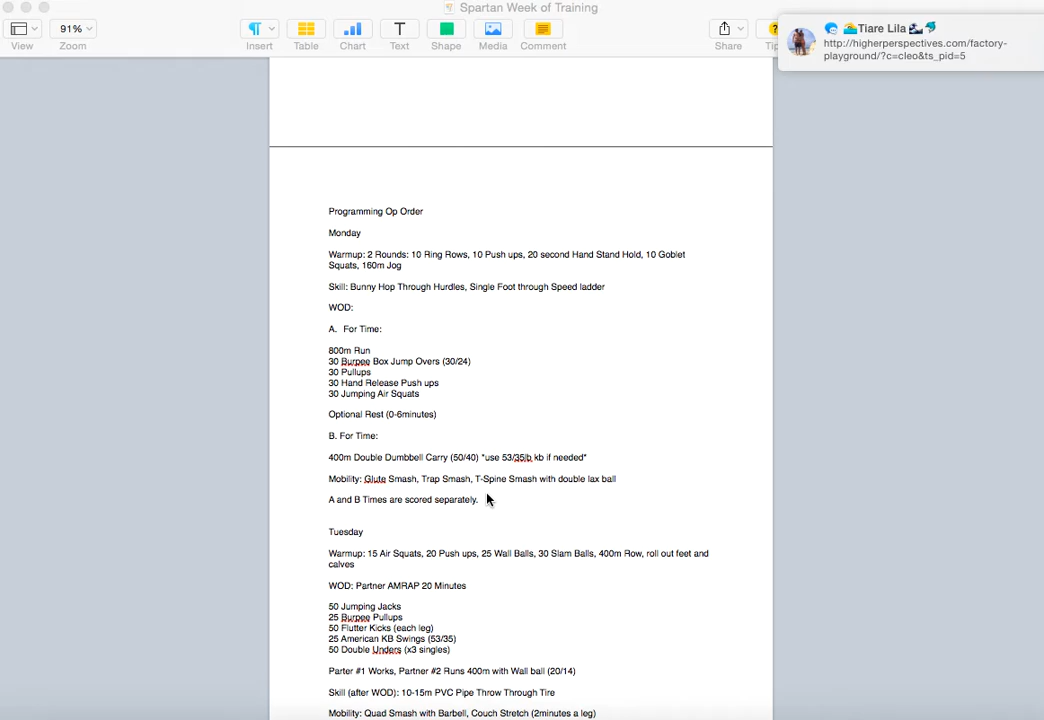 Spartan Week of Training
91%
View
Zoom
Insert
Table
Chart
Text
Shape
Media
Comment
Share
Tiare Lila
http://higherperspectives.com/factory-
playground/?c=cleo&ts_pid=5
Programming Op Order
Monday
Warmup: 2 Rounds: 10 Ring Rows, 10 Push ups, 20 second Hand Stand Hold, 10 Goblet
Squats, 160m Jog
Skill: Bunny Hop Through Hurdles, Single Foot through Speed ladder
WOD:
A. For Time:
800m Run
30 Burpee Box Jump Overs (30/24)
30 Pullups
30 Hand Release Push ups
30 Jumping Air Squats
Optional Rest (0-6minutes)
B. For Time:
400m Double Dumbbell Carry (50/40) *use 53/35lb kb if needed*
Mobility: Glute Smash, Trap Smash, T-Spine Smash with double lax ball
A and B Times are scored separately.
Tuesday
Warmup: 15 Air Squats, 20 Push ups, 25 Wall Balls, 30 Slam Balls, 400m Row, roll out feet and
calves
WOD: Partner AMRAP 20 Minutes
50 Jumping Jacks
25 Burpee Pullups
50 Flutter Kicks (each leg)
25 American KB Swings (53/35)
50 Double Unders (x3 singles)
Parter #1 Works, Partner #2 Runs 400m with Wall ball (20/14)
Skill (after WOD): 10-15m PVC Pipe Throw Through Tire
Mobility: Quad Smash with Barbell, Couch Stretch (2minutes a leg)